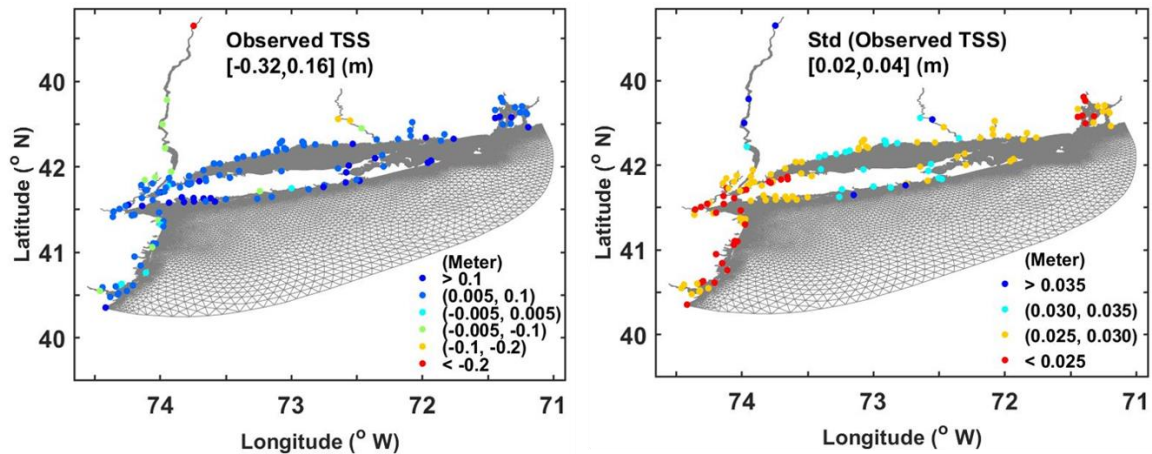 Observed TSS
[-0.32,0.16] (m)
40
42
41
40
Latitude (° N)
(Meter)
> 0.1
(0.005, 0.1)
(-0.005, 0.005)
(-0.005, -0.1)
(-0.1, -0.2)
< -0.2
74
73
72
71
Longitude (° W)
Std (Observed TSS)
[0.02,0.04] (m)
40
42
41
40
Latitude (° N)
(Meter)
> 0.035
(0.030, 0.035)
(0.025, 0.030)
< 0.025
74
73
72
71
Longitude (° W)